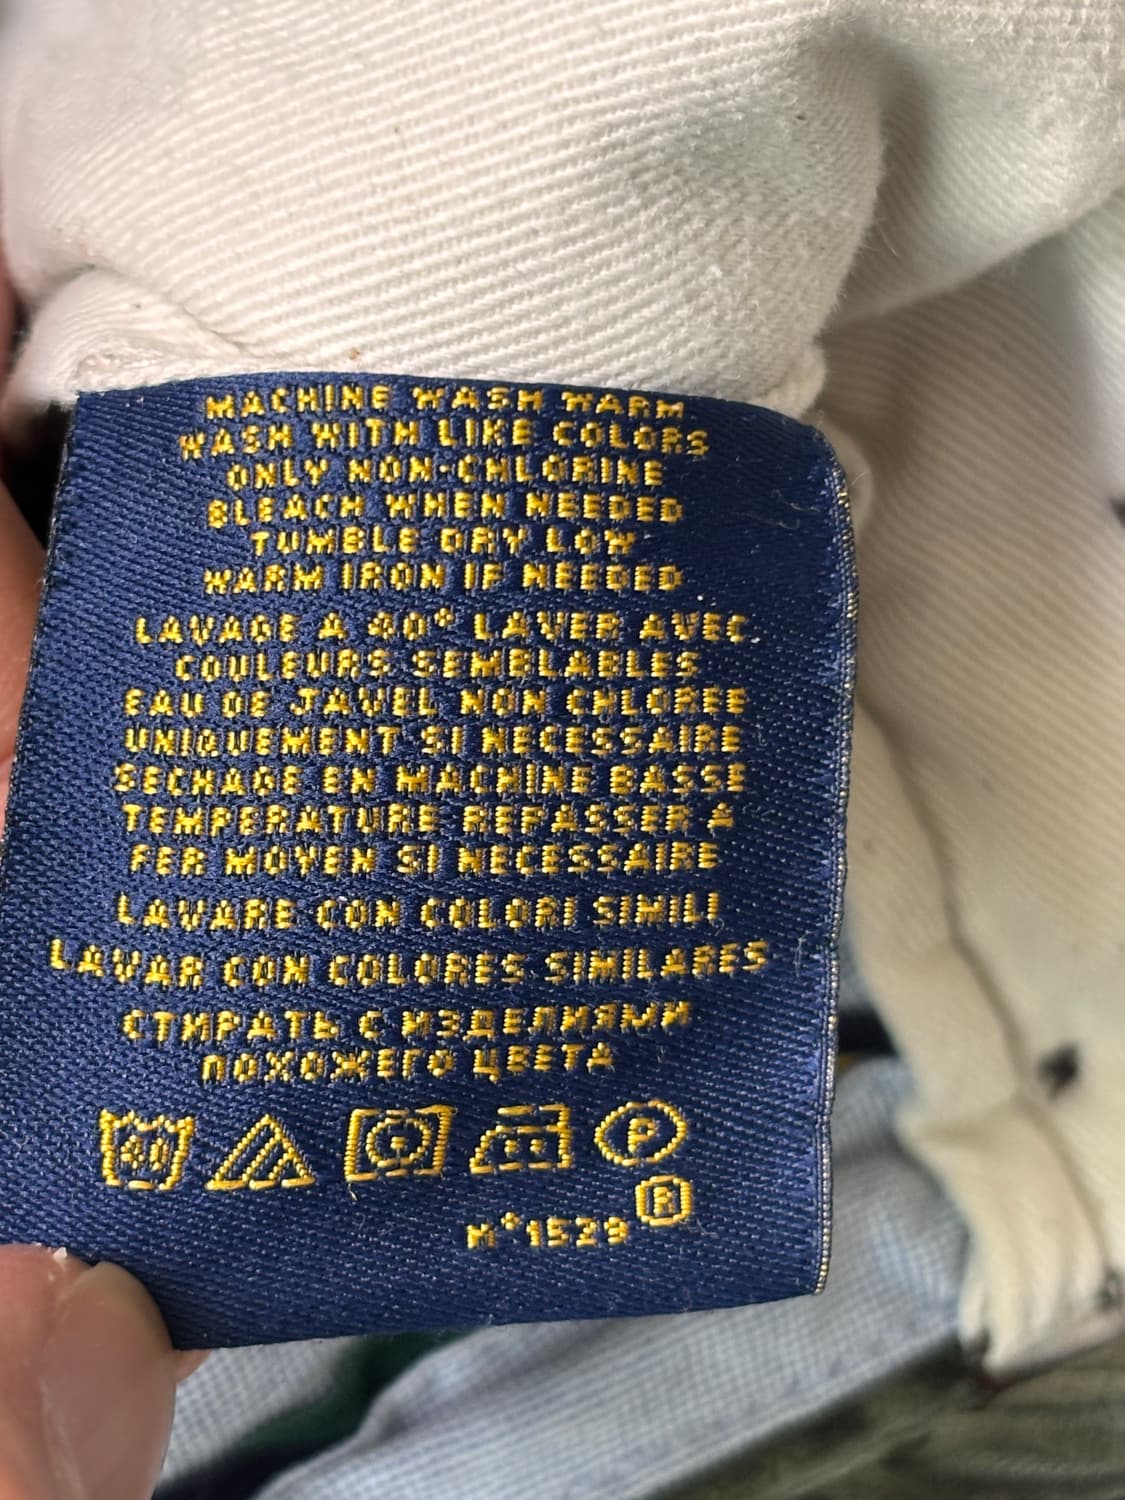 MACHINE WASH WARM
WASH WITH LIKE COLORS
ONLY NON-CHLORINE
BLEACH WHEN NEEDED
TUMBLE DRY LOW
WARM IRON IF NEEDED
LAVAGE A 40° LAVER AVEC
COULEURS SEMBLABLES
EAU DE JAVEL NON CHLOREE
UNIQUEMENT SI NECESSAIRE
SECHAGE EN MACHINE BASSE
TEMPERATURE REPASSER A
FER MOYEN SI NECESSAIRE
LAVARE CON COLORI SIMILI
LAVAR CON COLORES SIMILARES
СТИРАТЬ С ИЗДЕЛИЯМИ
ПОХОЖЕГО ЦВЕТА
40 P
R
M°1529